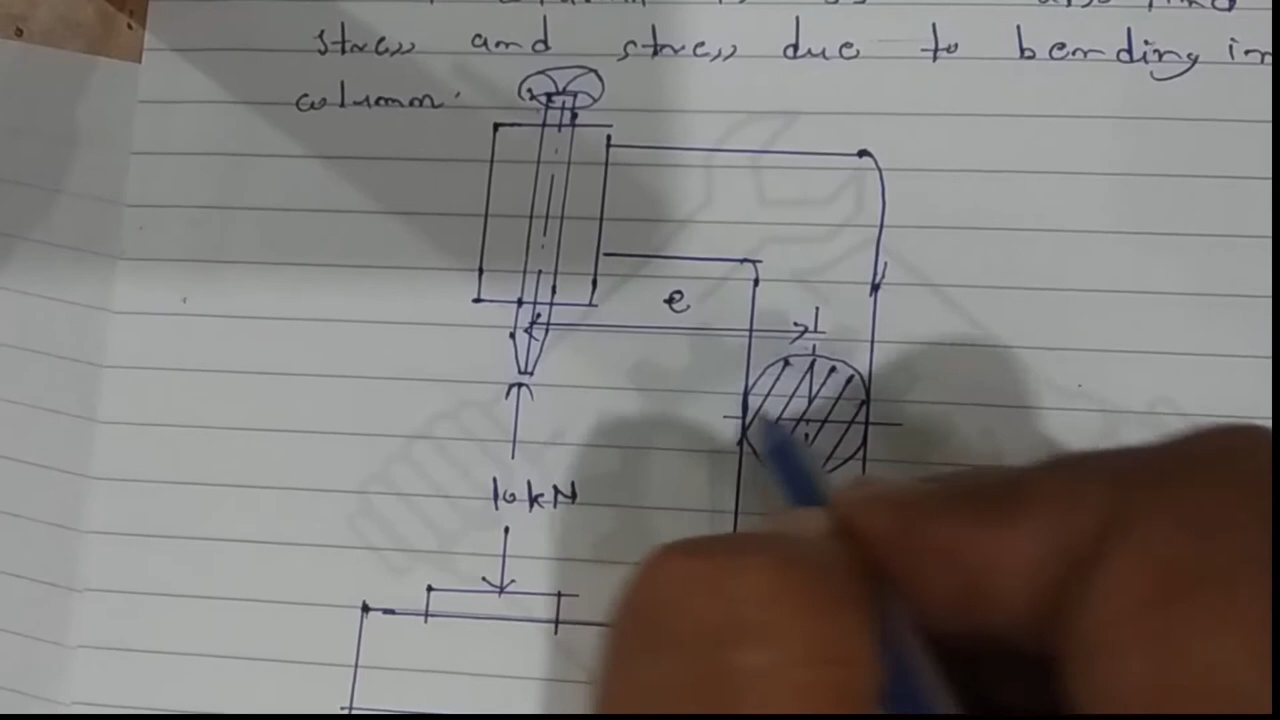 stress and stress due to bending in
column.
e
10kN